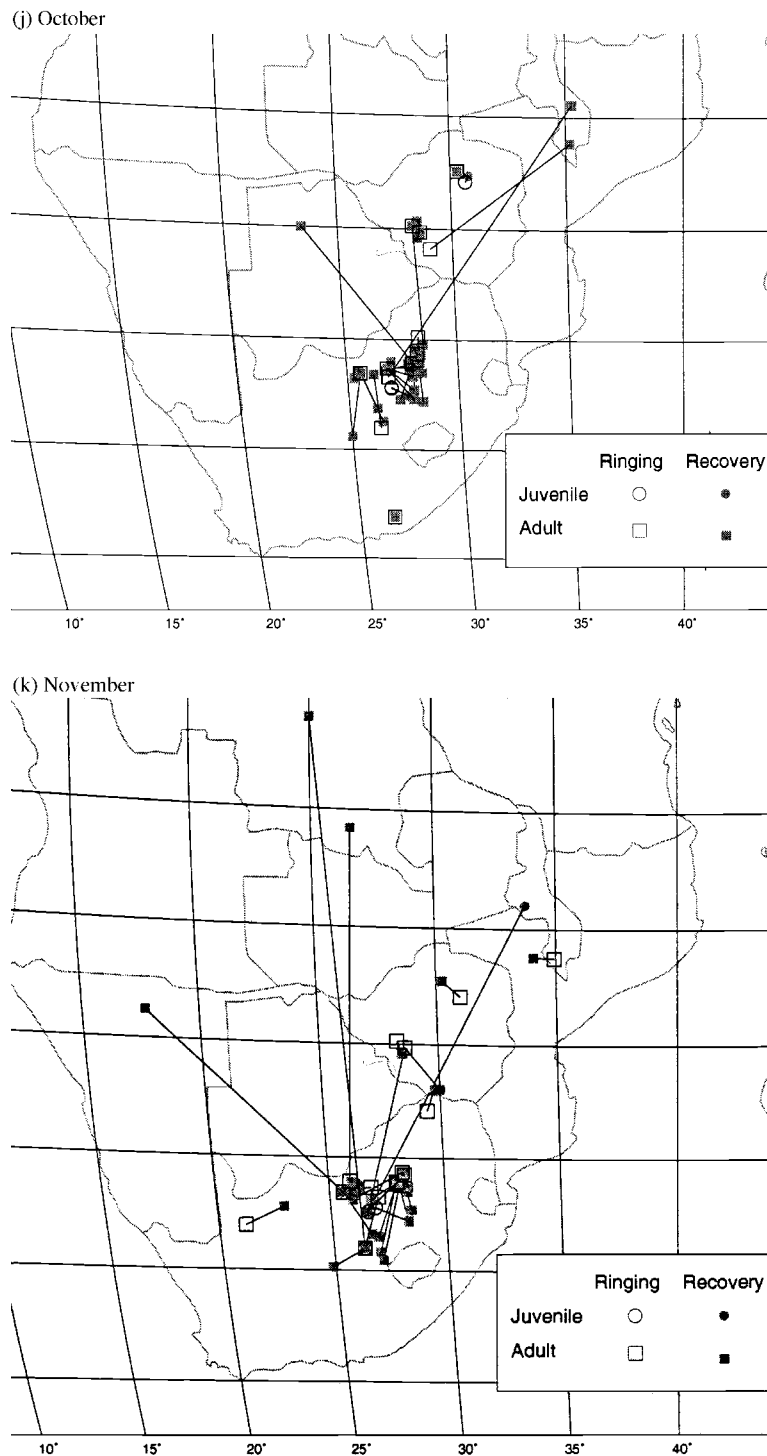 (j) October
Ringing Recovery
Juvenile
Adult
10° 15° 20° 25° 30° 35° 40°
(k) November
Ringing Recovery
Juvenile
Adult
10° 15° 20° 25° 30° 35° 40°